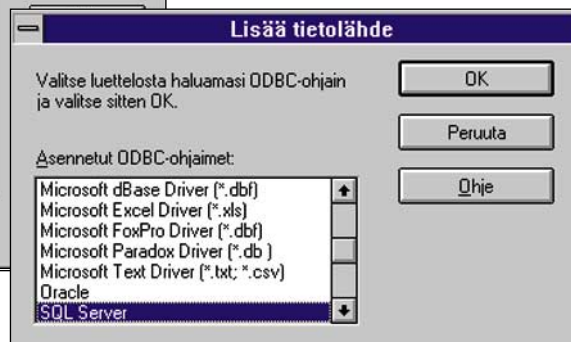 Lisää tietolähde
Valitse luettelosta haluamasi ODBC-ohjain
ja valitse sitten OK.
OK
Peruuta
Ohje
Asennetut ODBC-ohjaimet:
Microsoft dBase Driver (*.dbf)
Microsoft Excel Driver (*.xls)
Microsoft FoxPro Driver (*.dbf)
Microsoft Paradox Driver (*.db )
Microsoft Text Driver (*.txt; *.csv)
Oracle
SQL Server